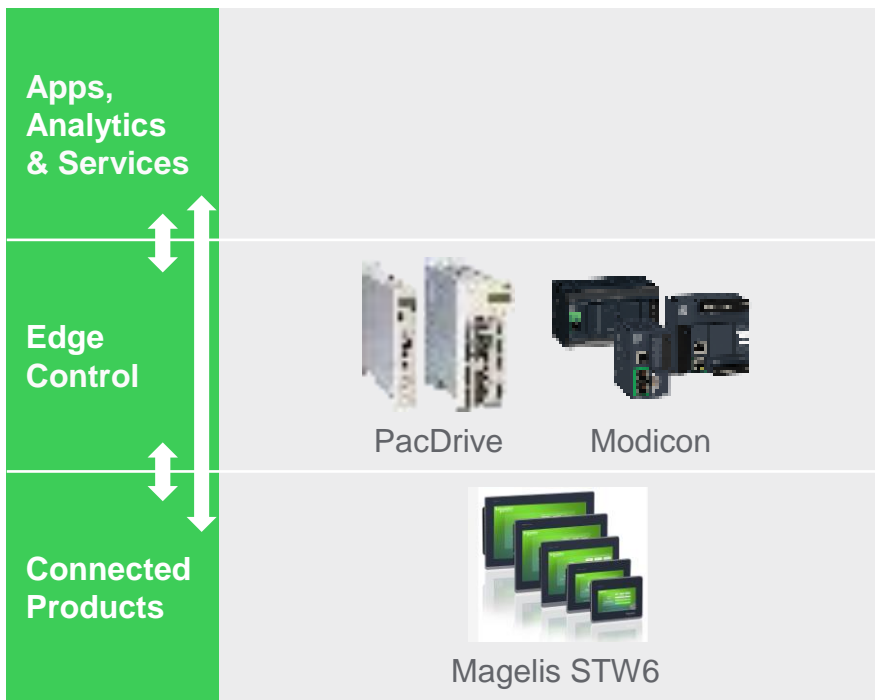 Apps,
Analytics
& Services
Edge
Control
PacDrive
Modicon
Connected
Products
Magelis STW6